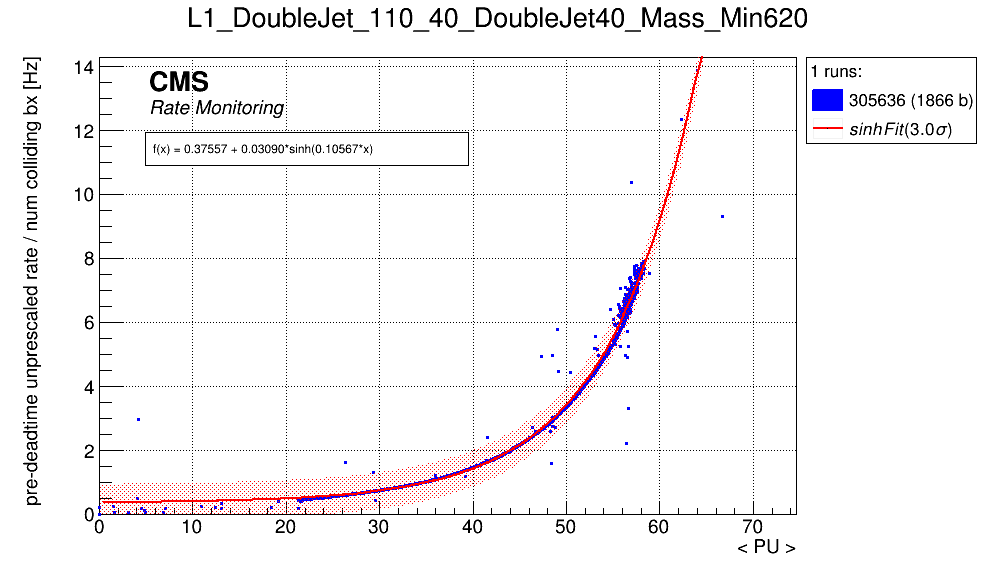 L1_DoubleJet_110_40_DoubleJet40_Mass_Min620
pre-deadtime unprescaled rate / num colliding bx [Hz]
CMS
Rate Monitoring
f(x) = 0.37557 + 0.03090*sinh(0.10567*x)
14
12
10
8
6
4
2
0
0 10 20 30 40 50 60 70
< PU >
1 runs:
305636 (1866 b)
sinhFit(3.0σ)